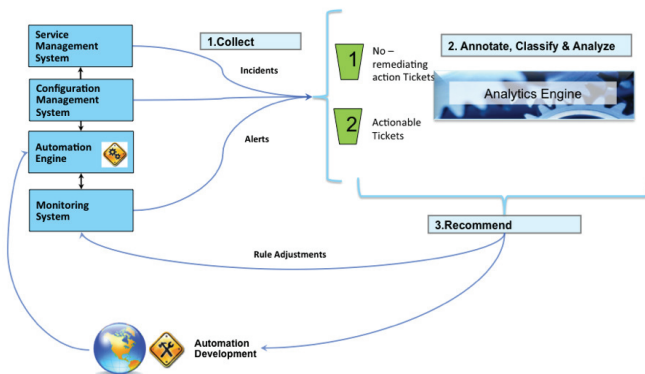 Service
Management
System
Configuration
Management
System
Automation
Engine
Monitoring
System
1.Collect
Incidents
Alerts
1
No –
remediating
action Tickets
2
Actionable
Tickets
2. Annotate, Classify & Analyze
Analytics Engine
3.Recommend
Rule Adjustments
Automation
Development